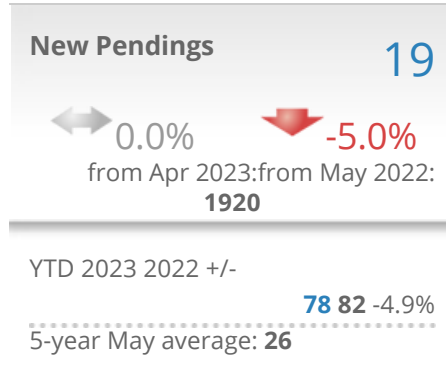 New Pendings 19
0.0% -5.0%
from Apr 2023:from May 2022:
1920
YTD 2023 2022 +/-
78 82 -4.9%
5-year May average: 26